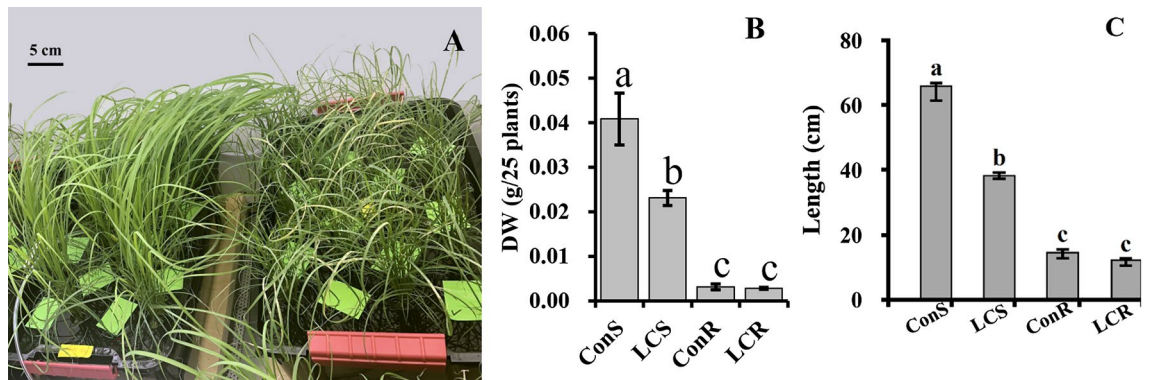 A
5 cm
B
DW (g/25 plants)
0.06
0.05
0.04
0.03
0.02
0.01
0.00
a
b
c
c
ConS
LCS
ConR
LCR
C
Length (cm)
80
60
40
20
0
a
b
c
c
ConS
LCS
ConR
LCR